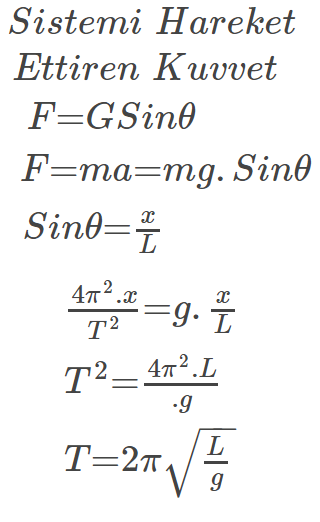 Sistemi Hareket
Ettiren Kuvvet
F=GSinθ
F=ma=mg. Sinθ
Sinθ=x/L
4π².x/T²=g. x/L
T²=4π².L/.g
T=2π√(L/g)